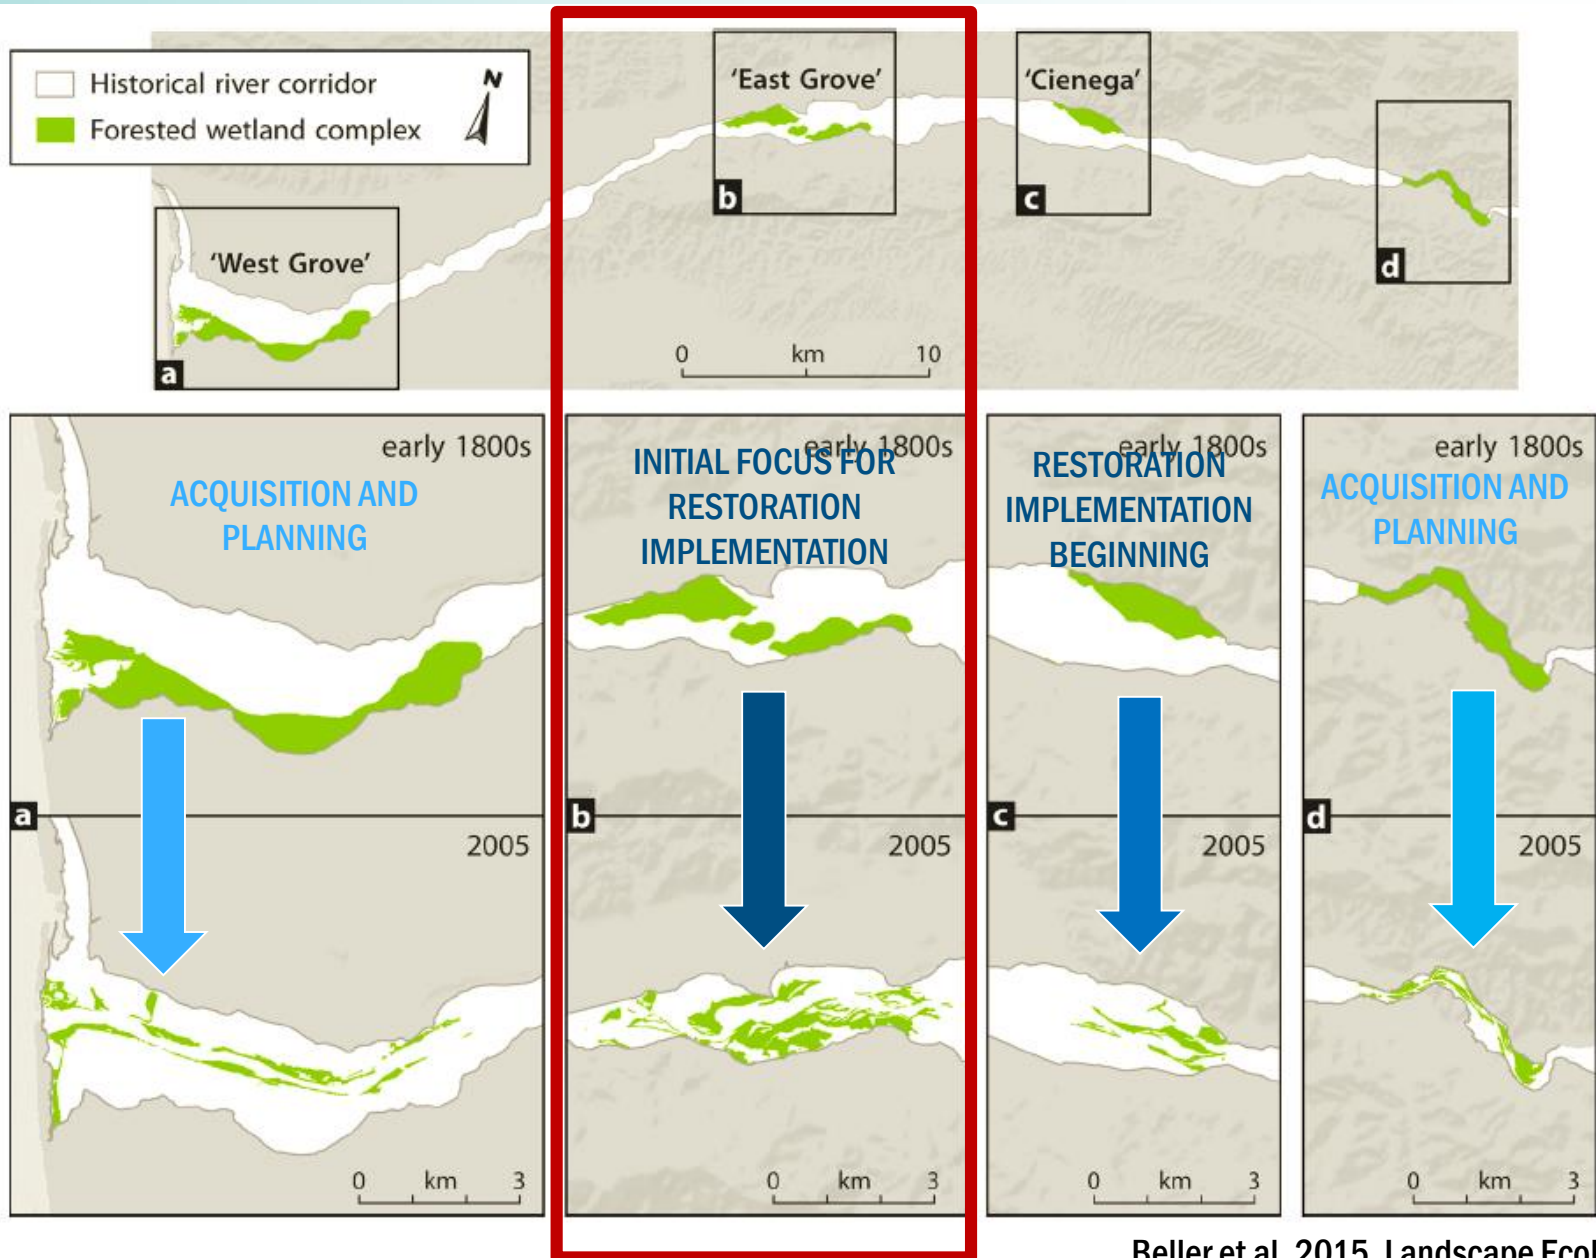 Historical river corridor
Forested wetland complex
N
'West Grove'
a
'East Grove'
b
'Cienega'
c
d
0 km 10
early 1800s
ACQUISITION AND
PLANNING
a
2005
0 km 3
early 1800s
INITIAL FOCUS FOR
RESTORATION
IMPLEMENTATION
b
2005
0 km 3
early 1800s
RESTORATION
IMPLEMENTATION
BEGINNING
c
2005
0 km 3
early 1800s
ACQUISITION AND
PLANNING
d
2005
0 km 3
Beller et al. 2015, Landscape Ecol